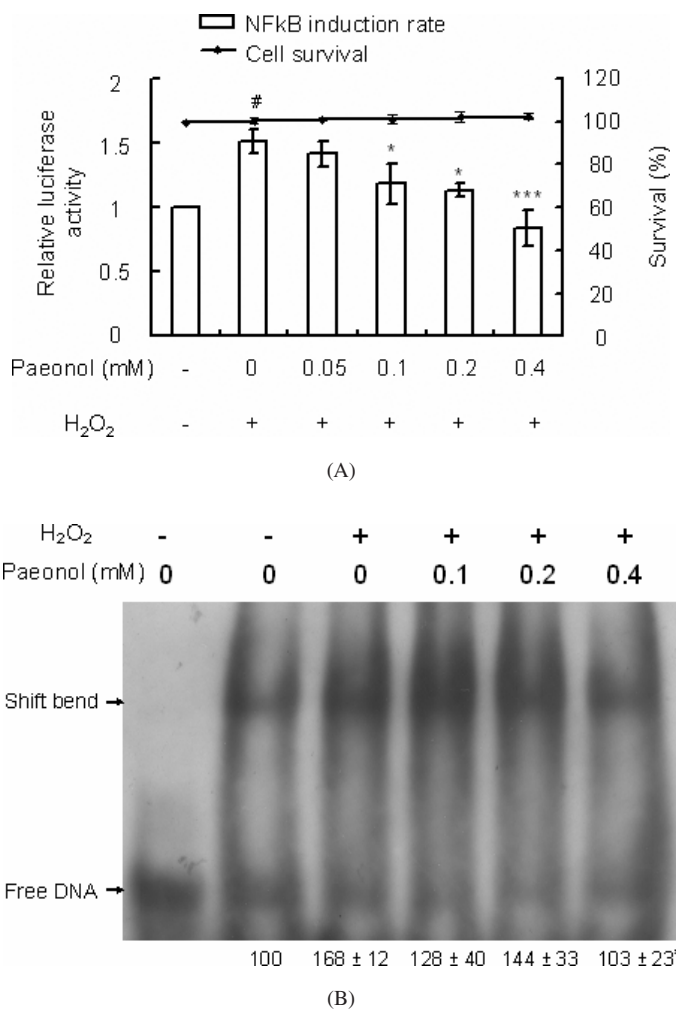 NFkB induction rate
Cell survival
Relative luciferase activity
2
1.5
1
0.5
0
#
*
*
***
120
100
80
60
40
20
0
Survival (%)
Paeonol (mM) - 0 0.05 0.1 0.2 0.4
H₂O₂ - + + + + +
(A)
H₂O₂ - - + + + +
Paeonol (mM) 0 0 0 0.1 0.2 0.4
Shift bend
Free DNA
100 168 ± 12 128 ± 40 144 ± 33 103 ± 23*
(B)